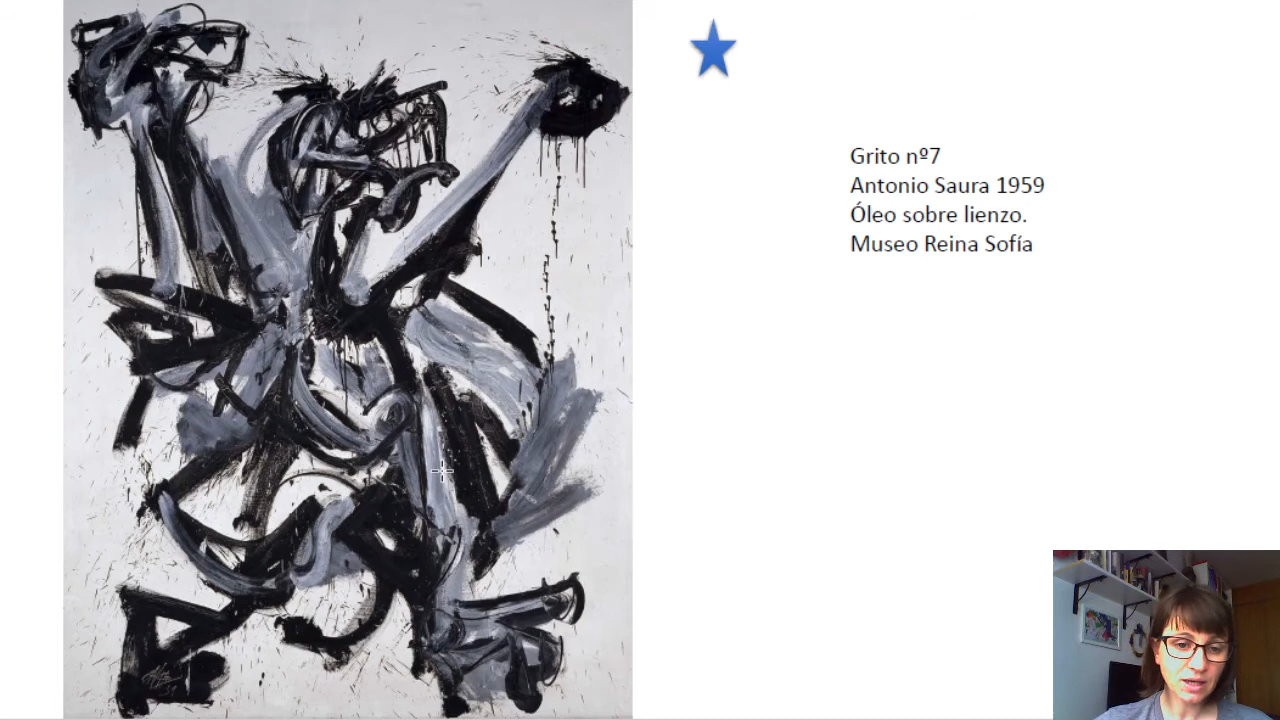 Grito nº7
Antonio Saura 1959
Óleo sobre lienzo.
Museo Reina Sofía